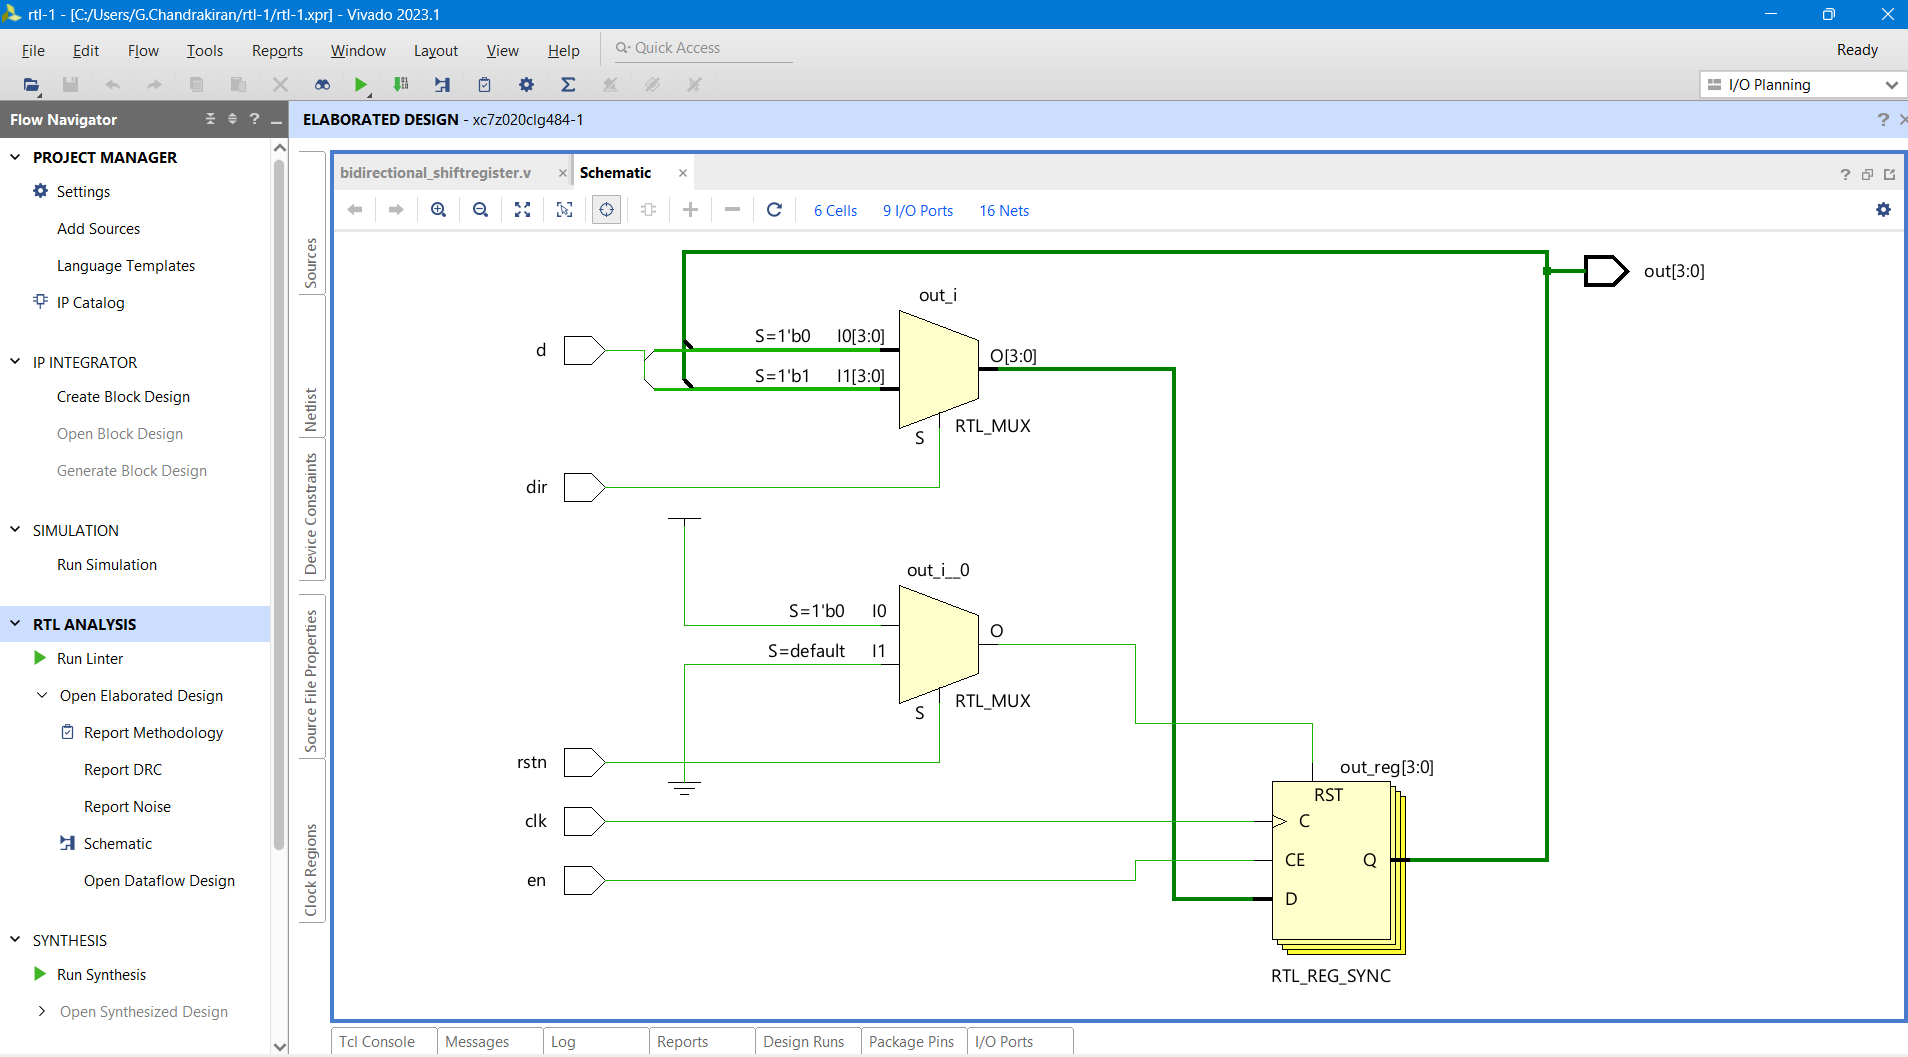 rtl-1 - [C:/Users/G.Chandrakiran/rtl-1/rtl-1.xpr] - Vivado 2023.1
File Edit Flow Tools Reports Window Layout View Help Quick Access Ready
I/O Planning
Flow Navigator
ELABORATED DESIGN - xc7z020clg484-1
PROJECT MANAGER
Settings
Add Sources
Language Templates
IP Catalog
IP INTEGRATOR
Create Block Design
Open Block Design
Generate Block Design
SIMULATION
Run Simulation
RTL ANALYSIS
Run Linter
Open Elaborated Design
Report Methodology
Report DRC
Report Noise
Schematic
Open Dataflow Design
SYNTHESIS
Run Synthesis
Open Synthesized Design
Sources
Netlist
Device Constraints
Source File Properties
Clock Regions
bidirectional_shiftregister.v Schematic
6 Cells 9 I/O Ports 16 Nets
out[3:0]
out_i
S=1'b0 I0[3:0]
d
O[3:0]
S=1'b1 I1[3:0]
RTL_MUX
S
dir
out_i__0
S=1'b0 I0
O
S=default I1
RTL_MUX
S
rstn
out_reg[3:0]
RST
clk
C
CE Q
en
D
RTL_REG_SYNC
Tcl Console Messages Log Reports Design Runs Package Pins I/O Ports